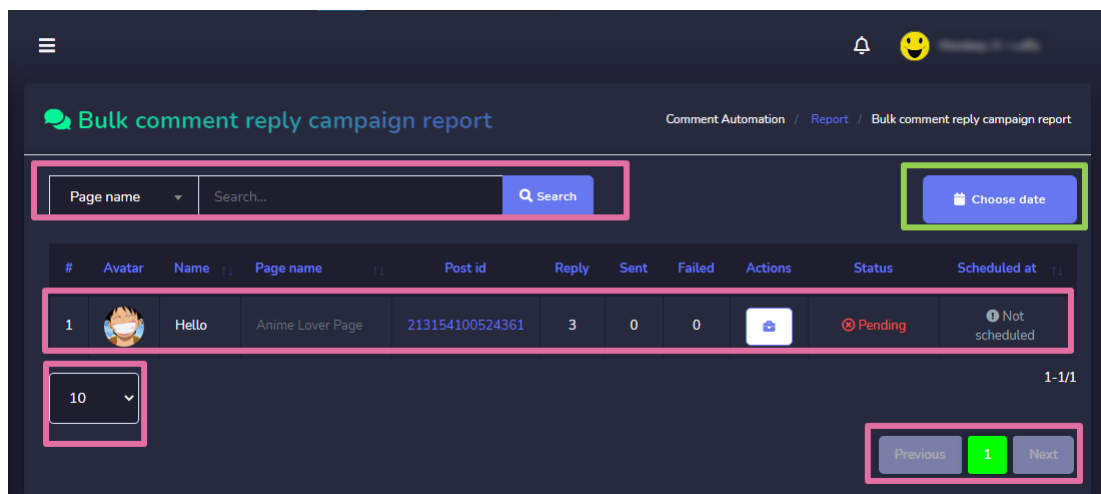 Bulk comment reply campaign report
Comment Automation / Report / Bulk comment reply campaign report
Page name Search... Search
Choose date
# Avatar Name Page name Post id Reply Sent Failed Actions Status Scheduled at
1 Hello Anime Lover Page 213154100524361 3 0 0 Pending Not
scheduled
1-1/1
10
Previous 1 Next